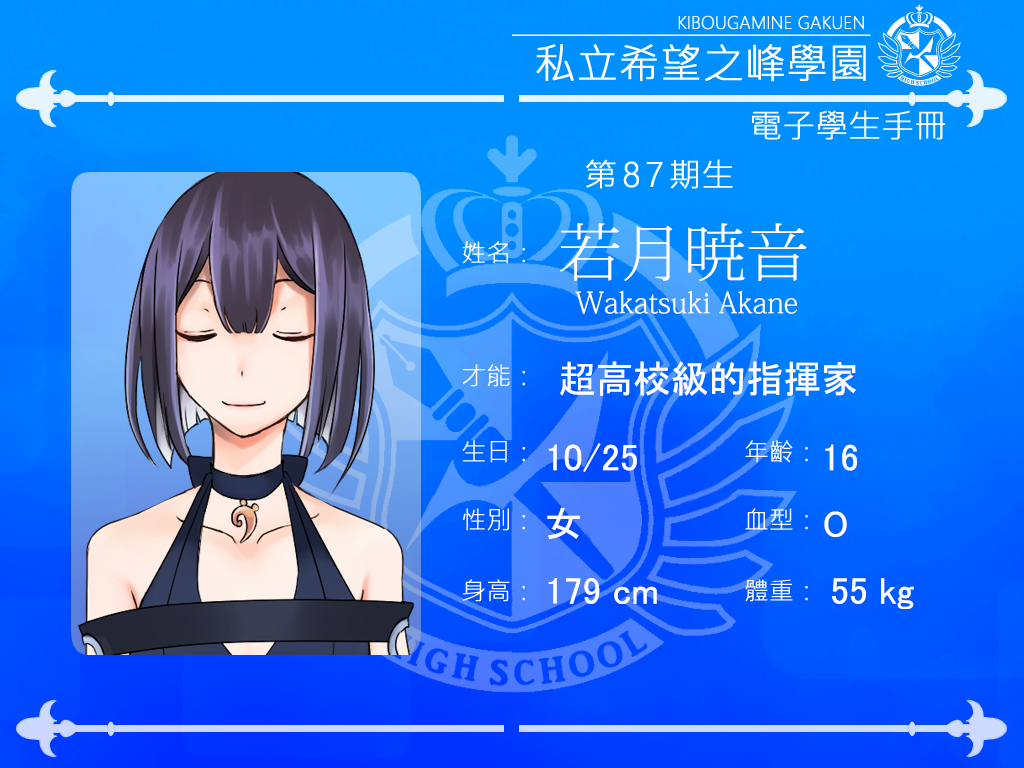 KIBOUGAMINE GAKUEN
私立希望之峰學園
HIGH SCHOOL
電子學生手冊
第87期生
姓名： 若月暁音
Wakatsuki Akane
才能： 超高校級的指揮家
生日： 10/25 年齡： 16
性別： 女 血型： O
身高： 179 cm 體重： 55 kg
HIGH SCHOOL